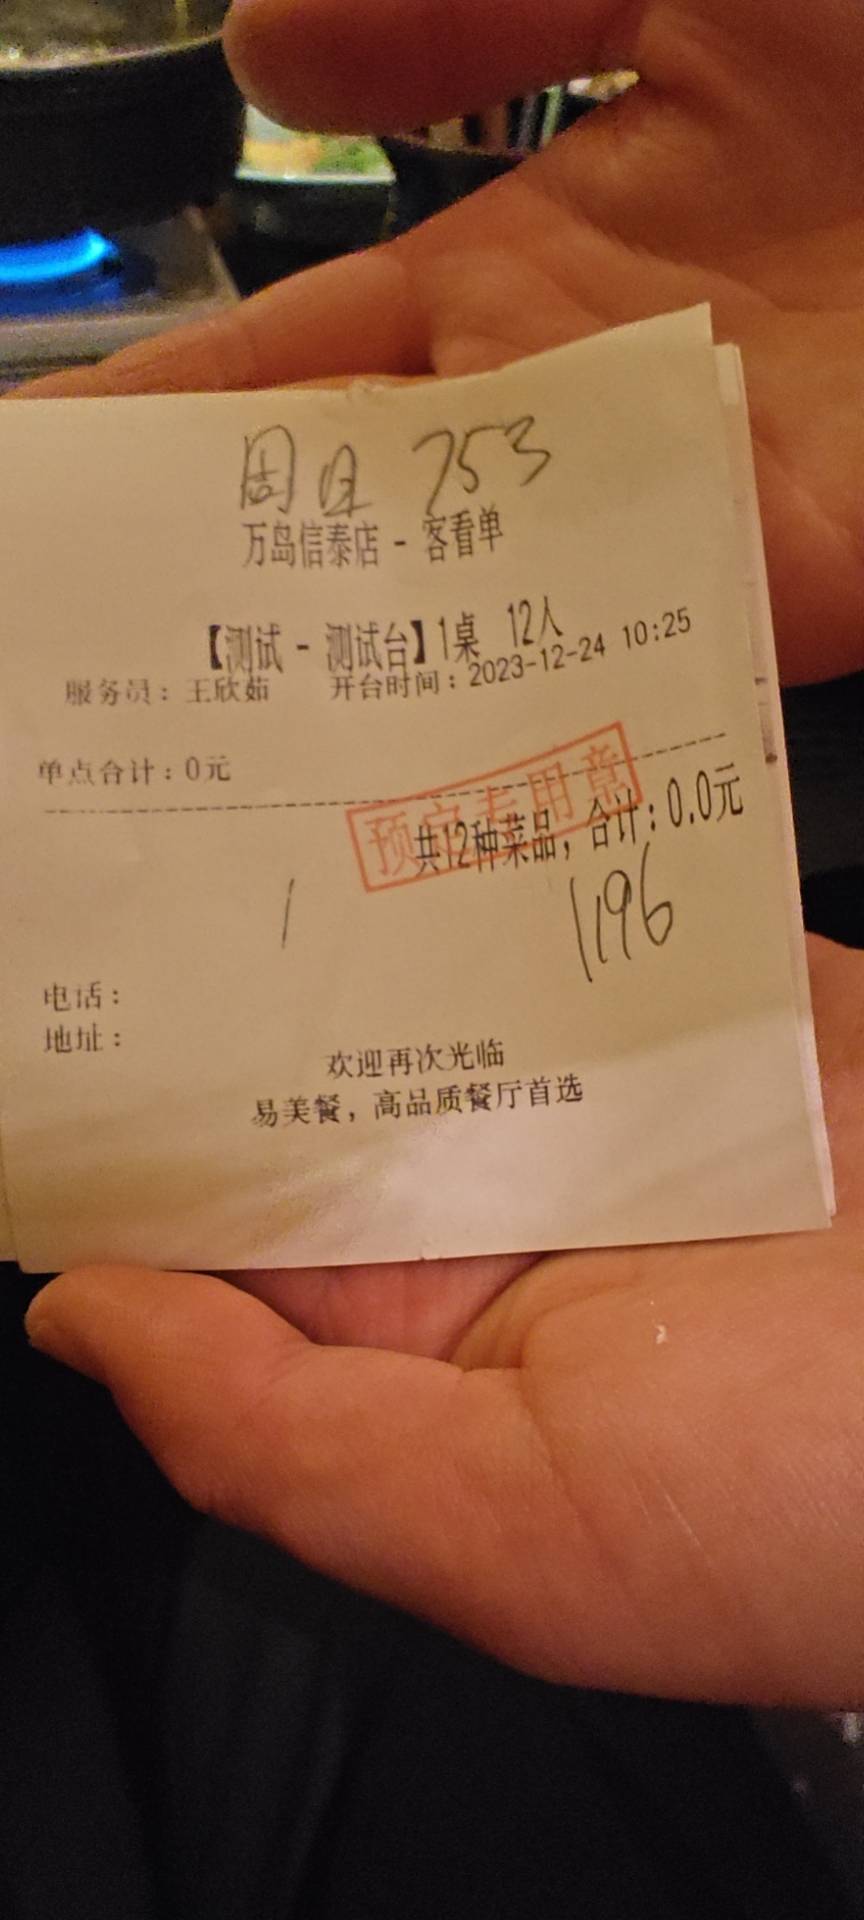 周日 753
万岛信泰店 - 客看单
【测试 - 测试台】1桌 12人
服务员：王欣茹 开台时间：2023-12-24 10:25
单点合计：0元
预定专用章
共12种菜品，合计：0.0元
1196
电话：
地址：
欢迎再次光临
易美餐，高品质餐厅首选